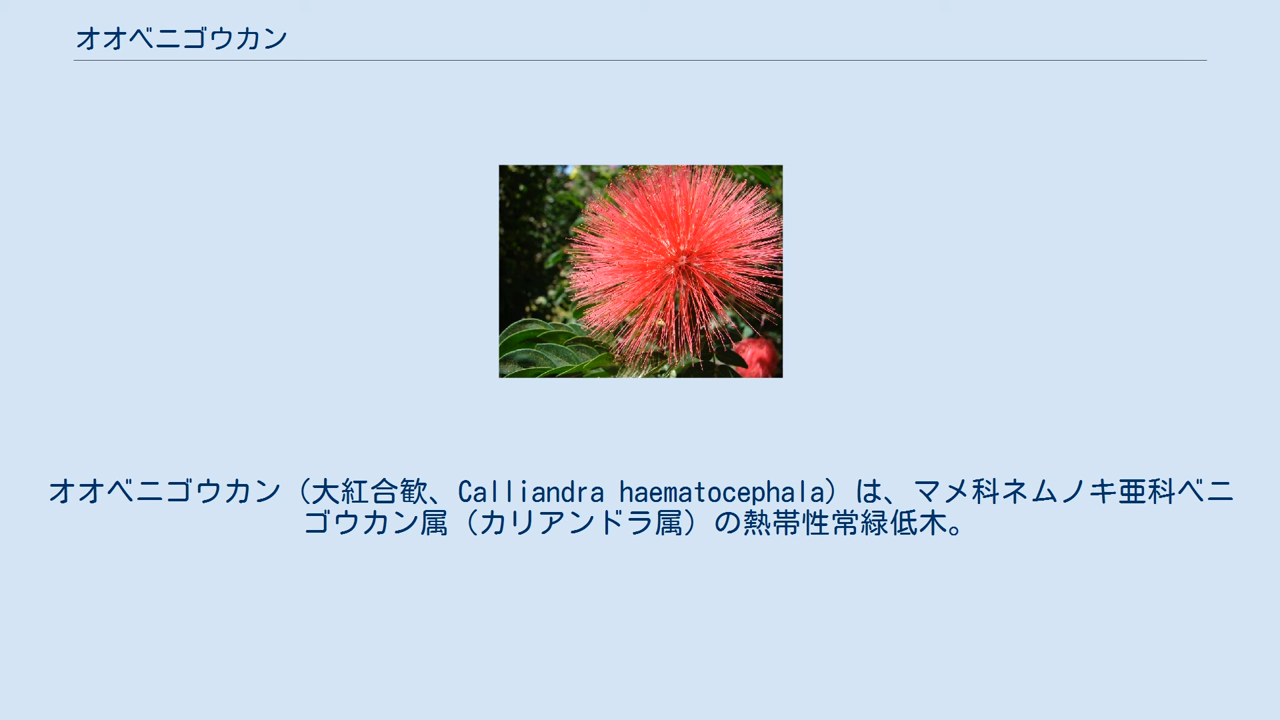 オオベニゴウカン
オオベニゴウカン（大紅合歓、Calliandra haematocephala）は、マメ科ネムノキ亜科ベニ
ゴウカン属（カリアンドラ属）の熱帯性常緑低木。